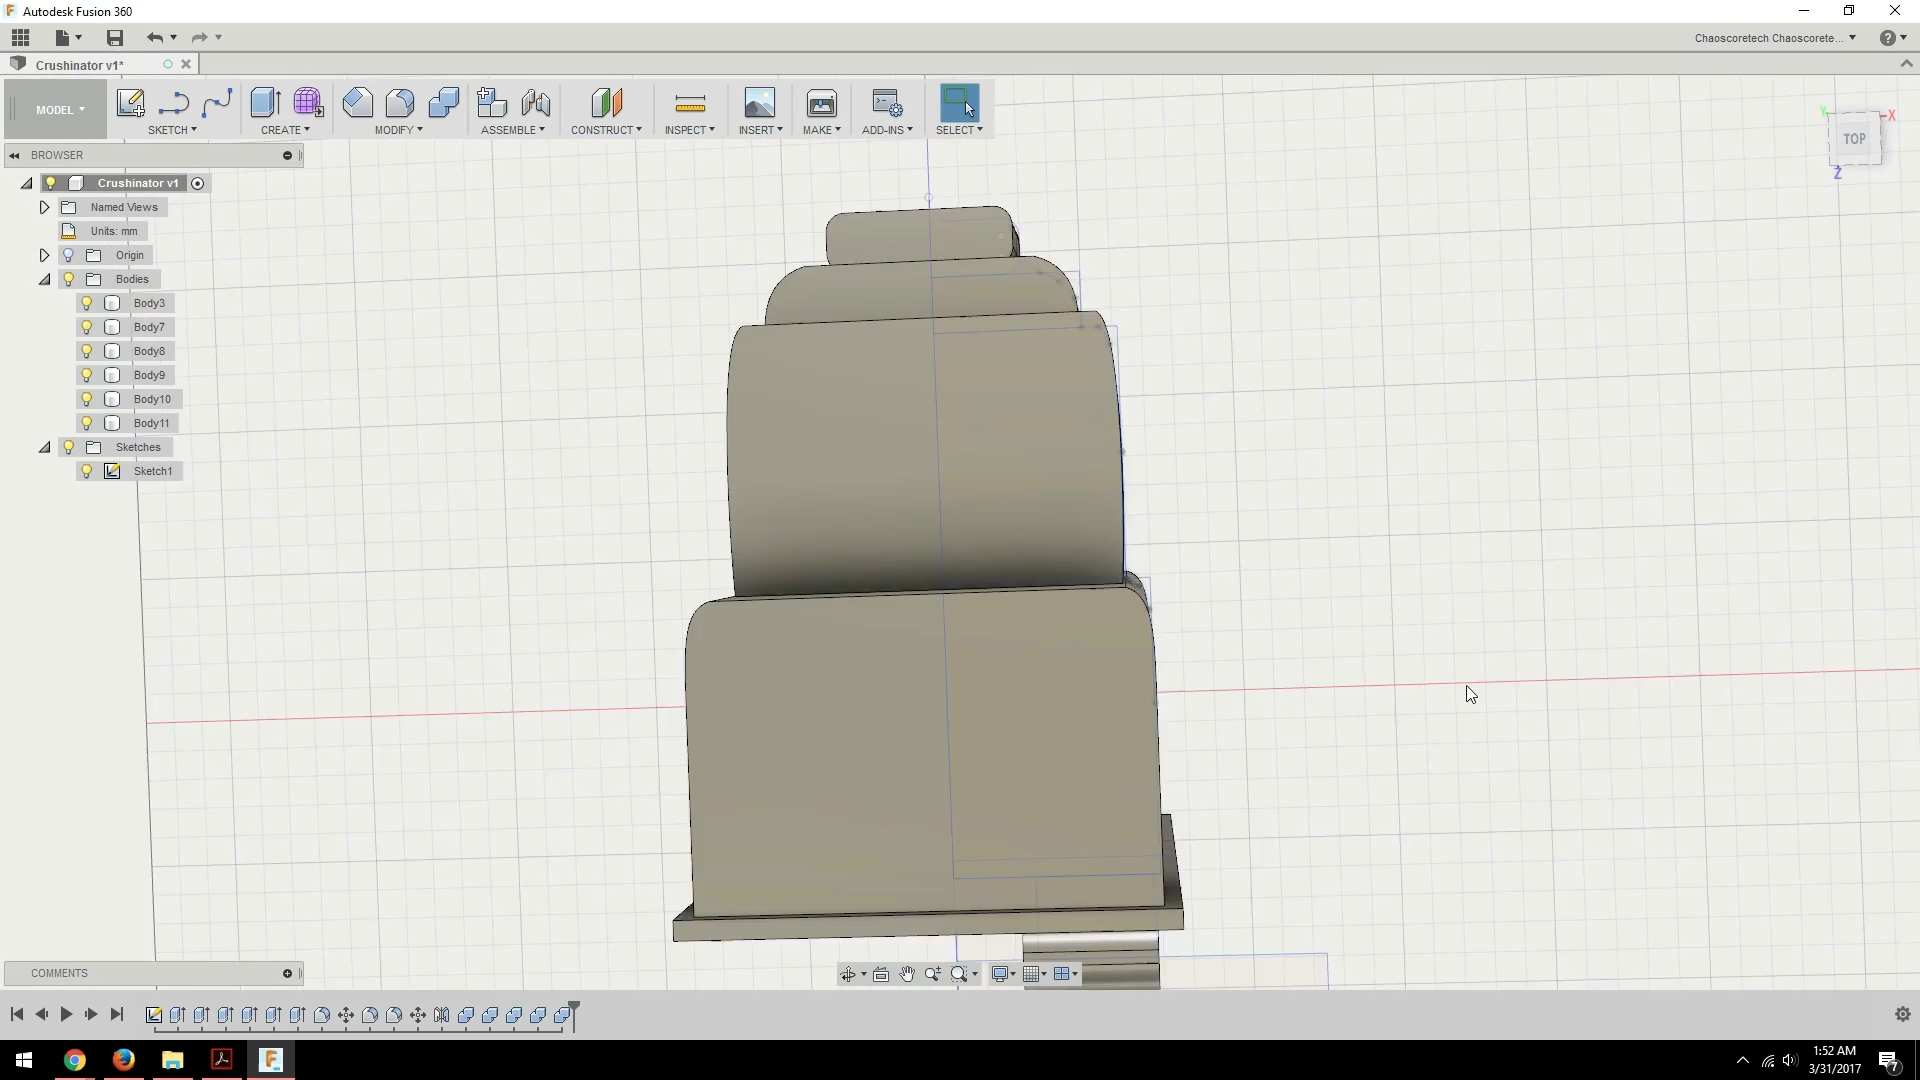 Autodesk Fusion 360
Chaoscoretech Chaoscorete...
Crushinator v1*
MODEL
SKETCH
CREATE
MODIFY
ASSEMBLE
CONSTRUCT
INSPECT
INSERT
MAKE
ADD-INS
SELECT
Y
X
TOP
Z
BROWSER
Crushinator v1
Named Views
Units: mm
Origin
Bodies
Body3
Body7
Body8
Body9
Body10
Body11
Sketches
Sketch1
COMMENTS
1:52 AM
3/31/2017
7